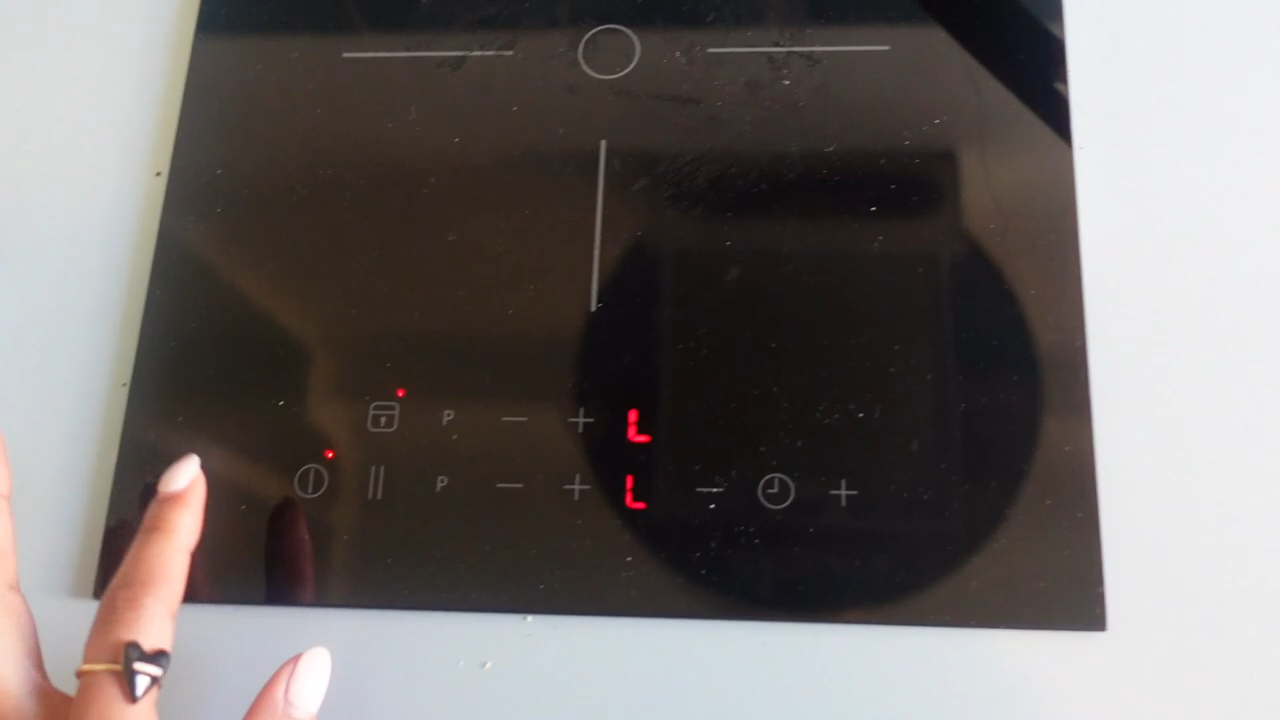 P − + L
P − + L − +